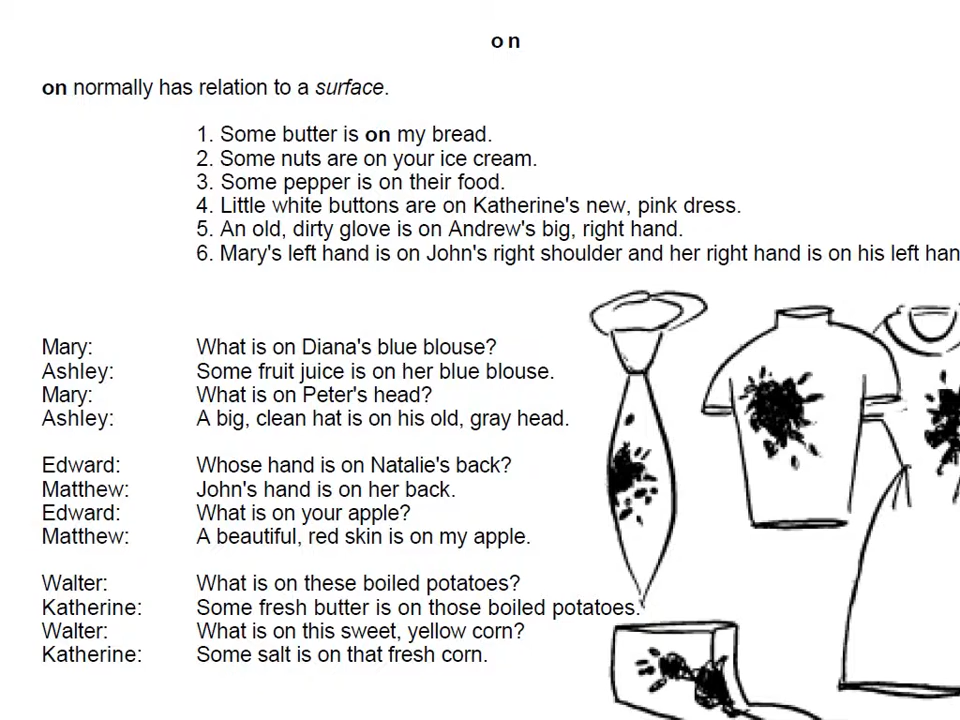 on
on normally has relation to a surface.
1. Some butter is on my bread.
2. Some nuts are on your ice cream.
3. Some pepper is on their food.
4. Little white buttons are on Katherine's new, pink dress.
5. An old, dirty glove is on Andrew's big, right hand.
6. Mary's left hand is on John's right shoulder and her right hand is on his left han
Mary: What is on Diana's blue blouse?
Ashley: Some fruit juice is on her blue blouse.
Mary: What is on Peter's head?
Ashley: A big, clean hat is on his old, gray head.
Edward: Whose hand is on Natalie's back?
Matthew: John's hand is on her back.
Edward: What is on your apple?
Matthew: A beautiful, red skin is on my apple.
Walter: What is on these boiled potatoes?
Katherine: Some fresh butter is on those boiled potatoes.
Walter: What is on this sweet, yellow corn?
Katherine: Some salt is on that fresh corn.